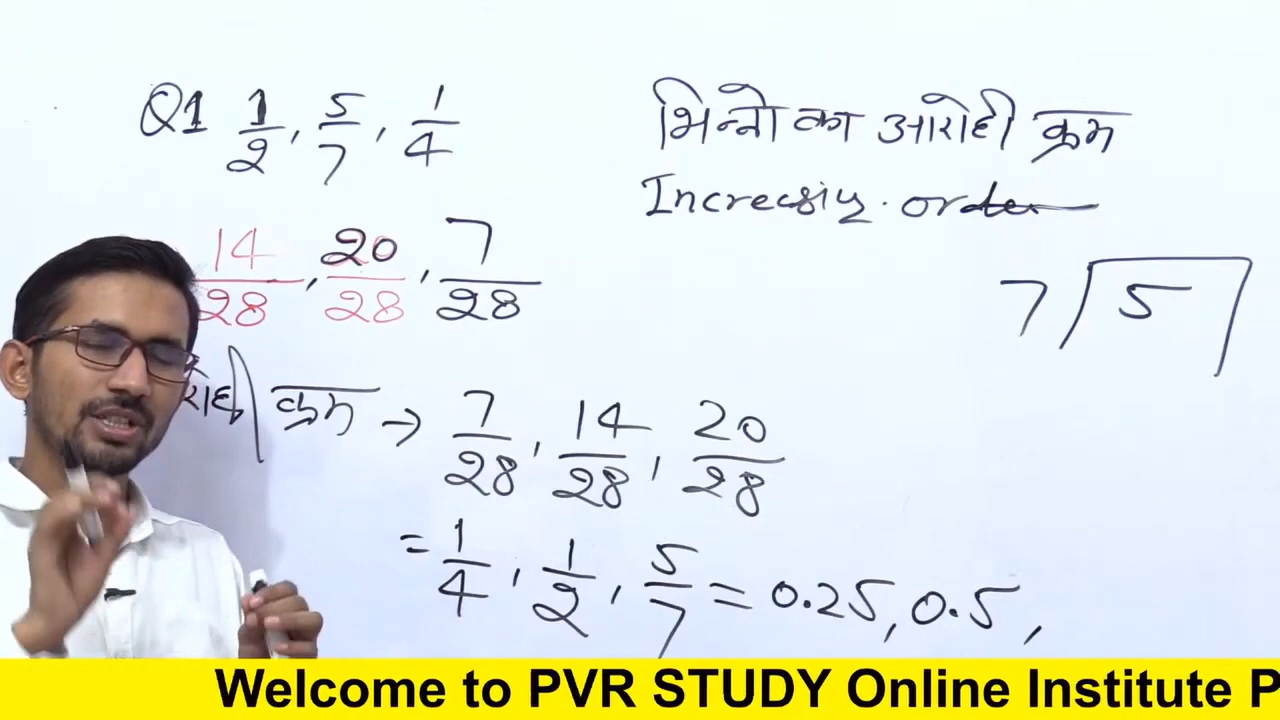 Q1 1/2, 5/7, 1/4
भिन्नो का आरोही क्रम
Increasing order
14/28, 20/28, 7/28
7 ) 5
क्रम → 7/28, 14/28, 20/28
= 1/4, 1/2, 5/7 = 0.25, 0.5,
Welcome to PVR STUDY Online Institute P